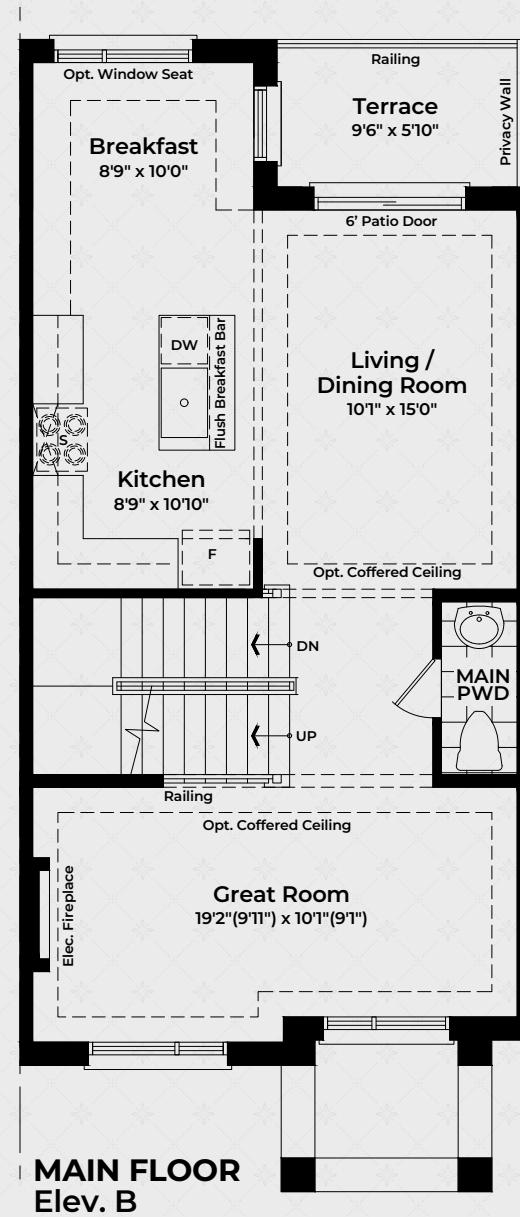 Opt. Window Seat
Railing
Breakfast
8'9" x 10'0"
Terrace
9'6" x 5'10"
Privacy Wall
6' Patio Door
DW
Flush Breakfast Bar
Living /
Dining Room
10'1" x 15'0"
S
Kitchen
8'9" x 10'10"
F
Opt. Coffered Ceiling
DN
MAIN
PWD
UP
Railing
Opt. Coffered Ceiling
Elec. Fireplace
Great Room
19'2"(9'11") x 10'1"(9'1")
MAIN FLOOR
Elev. B